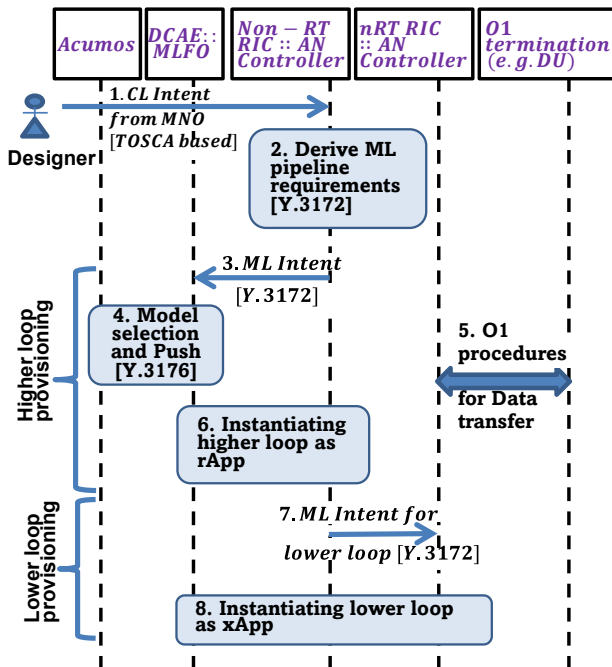 Acumos
DCAE::
MLFO
Non − RT
RIC :: AN
Controller
nRT RIC
:: AN
Controller
O1
termination
(e.g.DU)
1. CL Intent
from MNO
[TOSCA based]
Designer
2. Derive ML
pipeline
requirements
[Y.3172]
3. ML Intent
[Y.3172]
4. Model
selection
and Push
[Y.3176]
5. O1
procedures
for Data
transfer
Higher loop
provisioning
6. Instantiating
higher loop as
rApp
7. ML Intent for
lower loop [Y.3172]
Lower loop
provisioning
8. Instantiating lower loop
as xApp